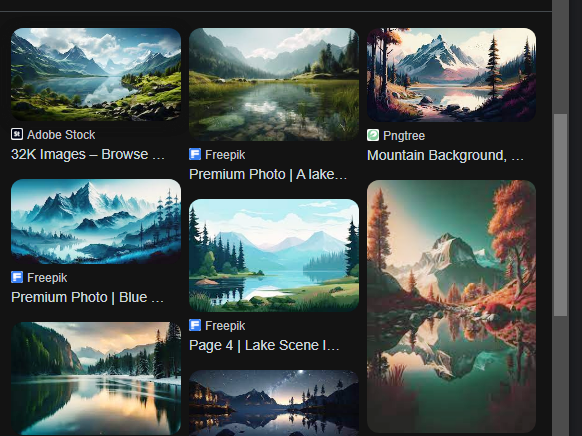 Adobe Stock
32K Images – Browse ...
Freepik
Premium Photo | A lake...
Pngtree
Mountain Background, ...
Freepik
Premium Photo | Blue ...
Freepik
Page 4 | Lake Scene I...